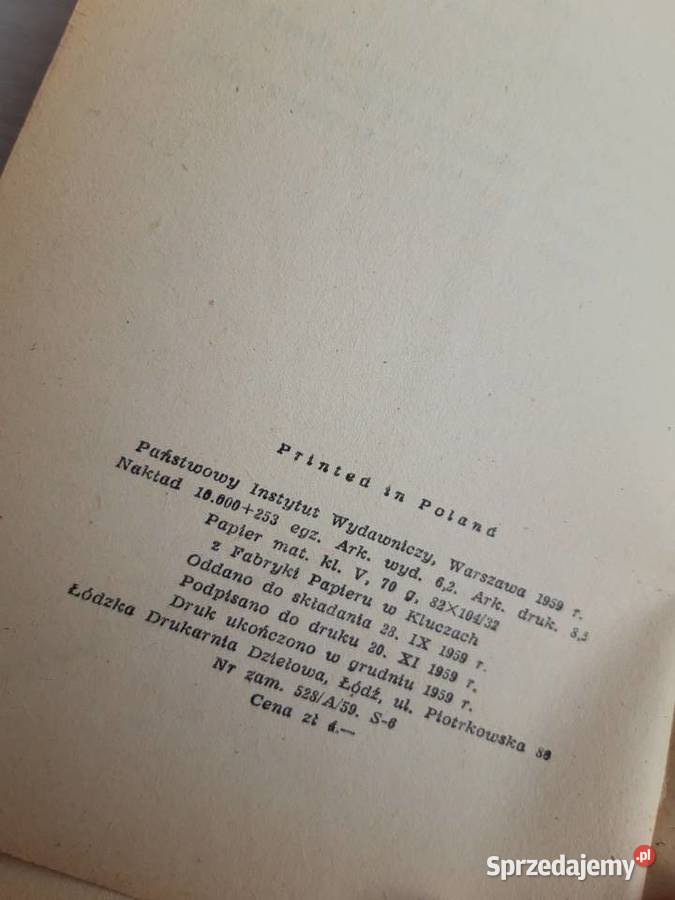 Printed in Poland
Państwowy Instytut Wydawniczy, Warszawa 1959 r.
Nakład 10.000+253 egz. Ark. wyd. 6,2. Ark. druk. 8,5
Papier mat. kl. V, 70 g, 82×104/32
z Fabryki Papieru w Kluczach
Oddano do składania 28. IX 1959 r.
Podpisano do druku 20. XI 1959 r.
Druk ukończono w grudniu 1959 r.
Łódzka Drukarnia Dziełowa, Łódź, ul. Piotrkowska 86
Nr zam. 528/A/59. S-6
Cena zł
Sprzedajemy.pl